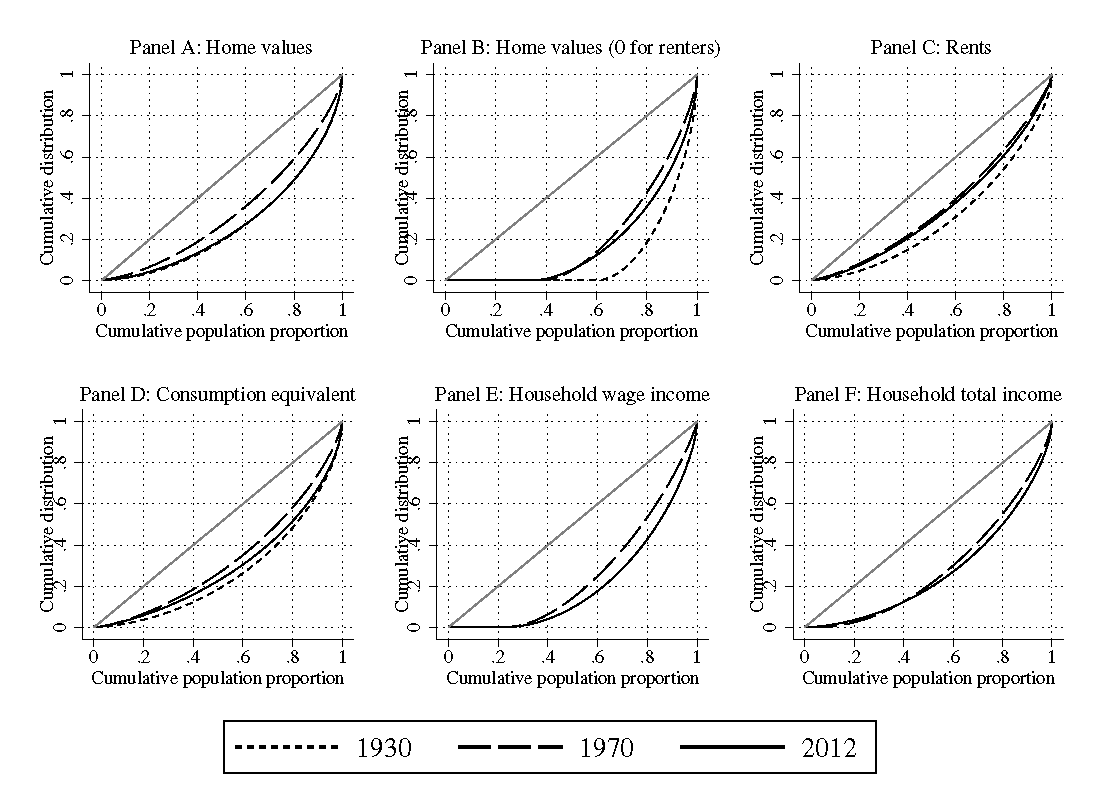 Panel A: Home values
Cumulative distribution
0 .2 .4 .6 .8 1
0 .2 .4 .6 .8 1
Cumulative population proportion
Panel B: Home values (0 for renters)
Cumulative distribution
0 .2 .4 .6 .8 1
0 .2 .4 .6 .8 1
Cumulative population proportion
Panel C: Rents
Cumulative distribution
0 .2 .4 .6 .8 1
0 .2 .4 .6 .8 1
Cumulative population proportion
Panel D: Consumption equivalent
Cumulative distribution
0 .2 .4 .6 .8 1
0 .2 .4 .6 .8 1
Cumulative population proportion
Panel E: Household wage income
Cumulative distribution
0 .2 .4 .6 .8 1
0 .2 .4 .6 .8 1
Cumulative population proportion
Panel F: Household total income
Cumulative distribution
0 .2 .4 .6 .8 1
0 .2 .4 .6 .8 1
Cumulative population proportion
1930 1970 2012